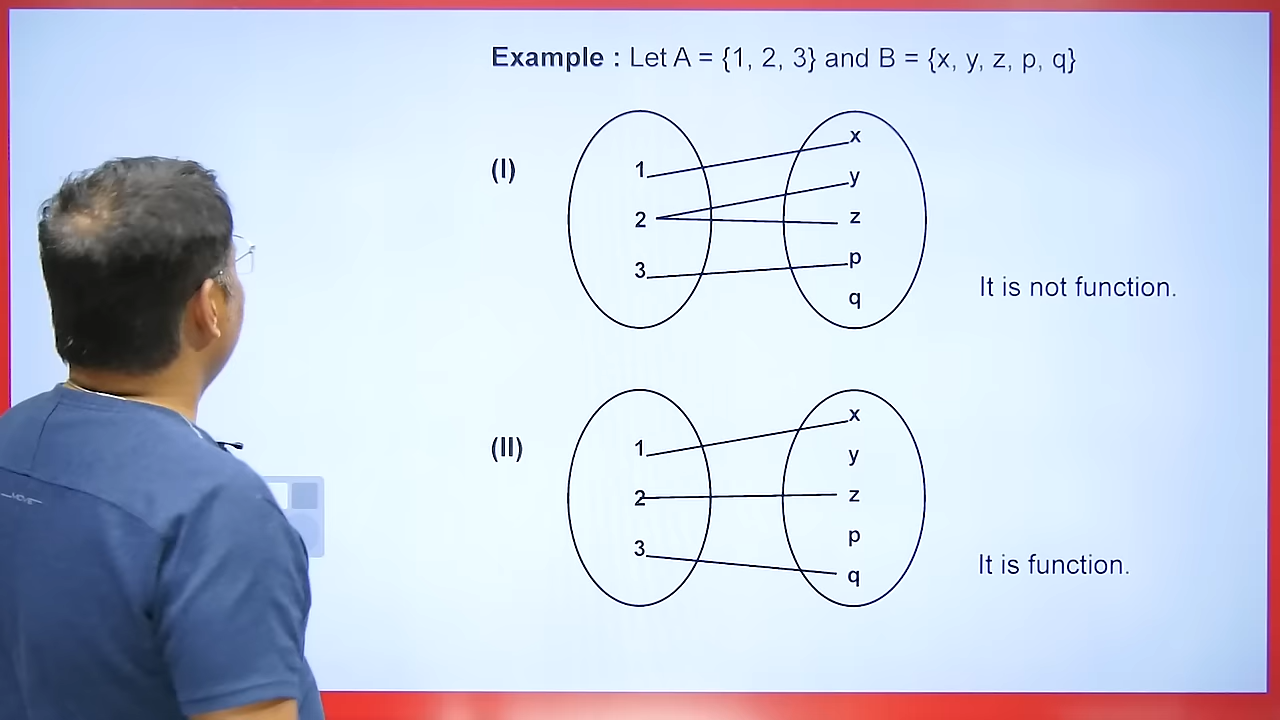 Example : Let A = {1, 2, 3} and B = {x, y, z, p, q}
(I)
1
2
3
x
y
z
p
q
It is not function.
(II)
1
2
3
x
y
z
p
q
It is function.